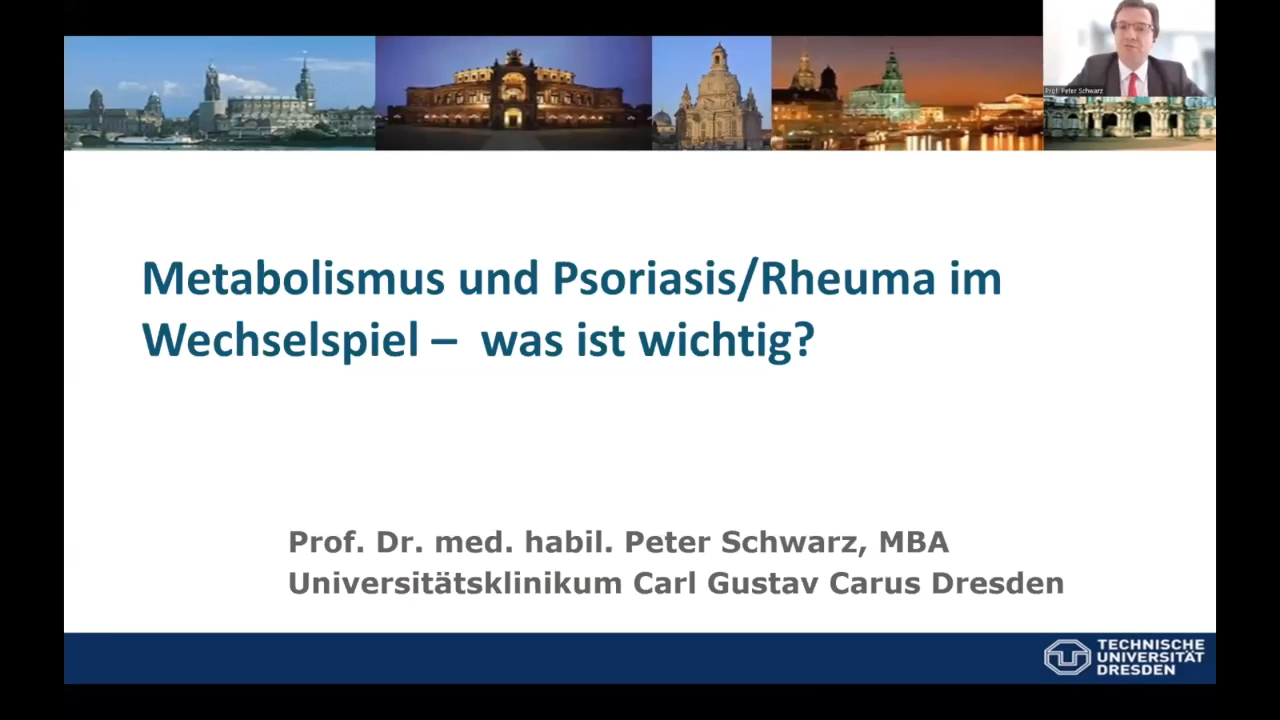 Prof. Peter Schwarz
Metabolismus und Psoriasis/Rheuma im
Wechselspiel – was ist wichtig?
Prof. Dr. med. habil. Peter Schwarz, MBA
Universitätsklinikum Carl Gustav Carus Dresden
TECHNISCHE
UNIVERSITÄT
DRESDEN